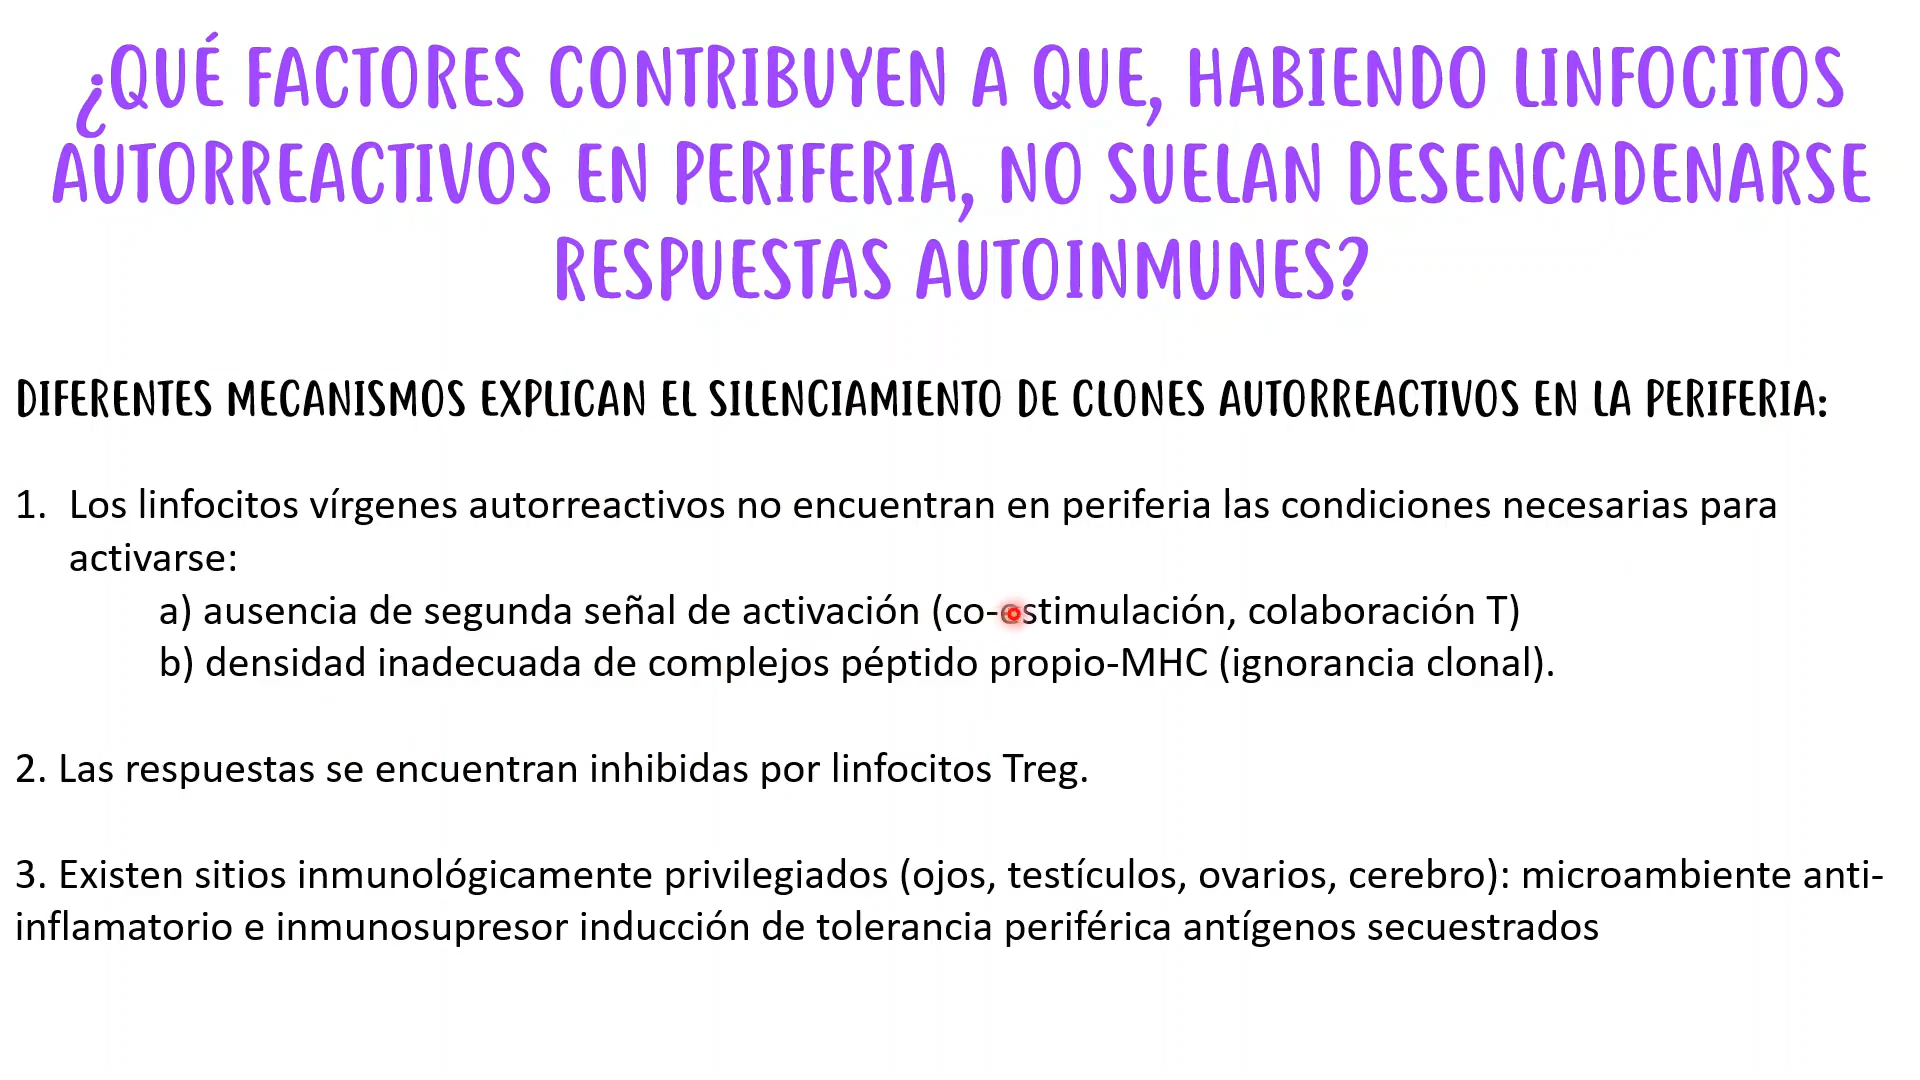 ¿QUÉ FACTORES CONTRIBUYEN A QUE, HABIENDO LINFOCITOS
AUTORREACTIVOS EN PERIFERIA, NO SUELAN DESENCADENARSE
RESPUESTAS AUTOINMUNES?
DIFERENTES MECANISMOS EXPLICAN EL SILENCIAMIENTO DE CLONES AUTORREACTIVOS EN LA PERIFERIA:
1. Los linfocitos vírgenes autorreactivos no encuentran en periferia las condiciones necesarias para
activarse:
a) ausencia de segunda señal de activación (co-estimulación, colaboración T)
b) densidad inadecuada de complejos péptido propio-MHC (ignorancia clonal).
2. Las respuestas se encuentran inhibidas por linfocitos Treg.
3. Existen sitios inmunológicamente privilegiados (ojos, testículos, ovarios, cerebro): microambiente anti-
inflamatorio e inmunosupresor inducción de tolerancia periférica antígenos secuestrados